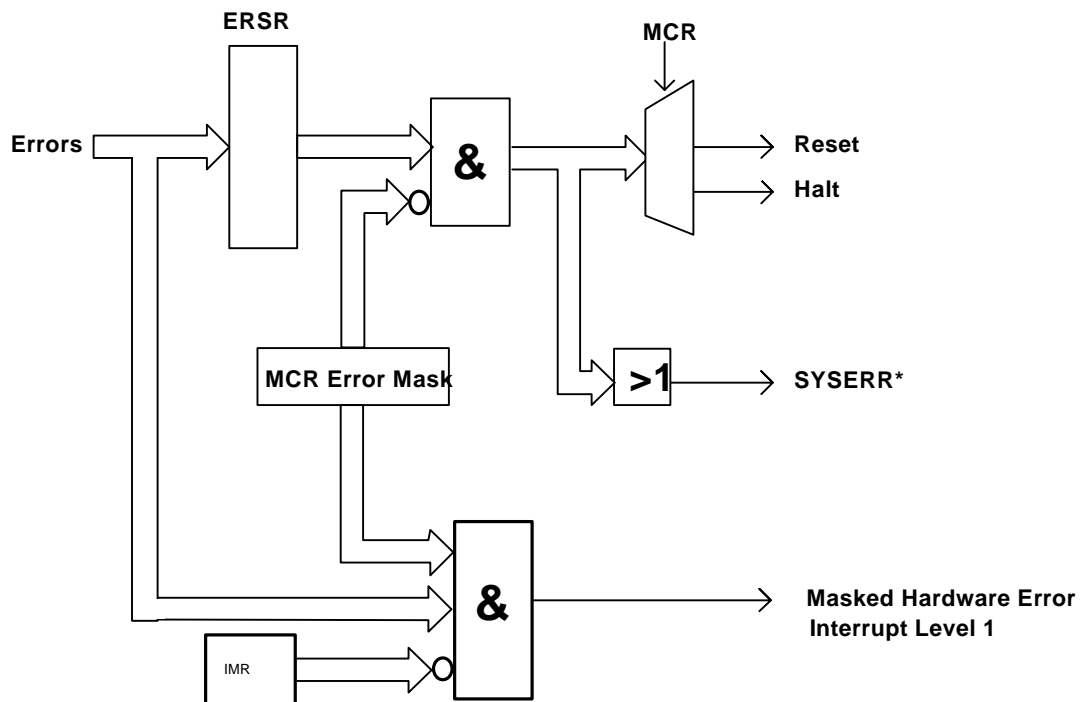 ERSR
MCR
Errors
&
Reset
Halt
MCR Error Mask
>1
SYSERR*
&
Masked Hardware Error
Interrupt Level 1
IMR